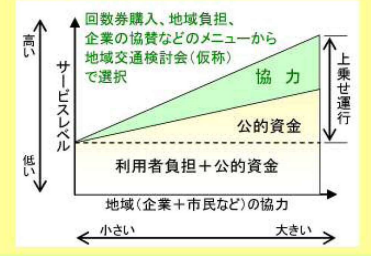 回数券購入、地域負担、
企業の協賛などのメニューから
地域交通検討会(仮称)
で選択
高い
低い
サービスレベル
協力
公的資金
利用者負担+公的資金
上乗せ運行
地域(企業+市民など)の協力
小さい
大きい